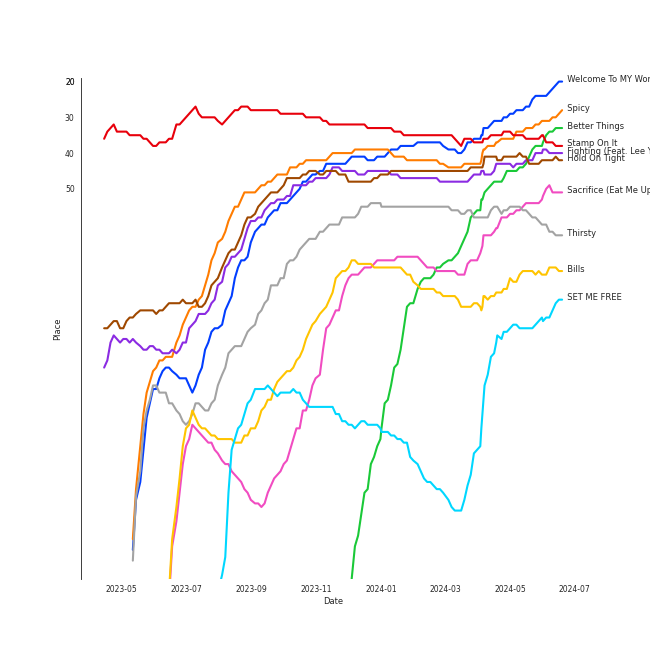 20
30
40
50
Place
Welcome To MY Wor
Spicy
Better Things
Stamp On It
Fighting (Feat. Lee Y
Hold On Tight
Sacrifice (Eat Me Up
Thirsty
Bills
SET ME FREE
2023-05 2023-07 2023-09 2023-11 2024-01 2024-03 2024-05 2024-07
Date